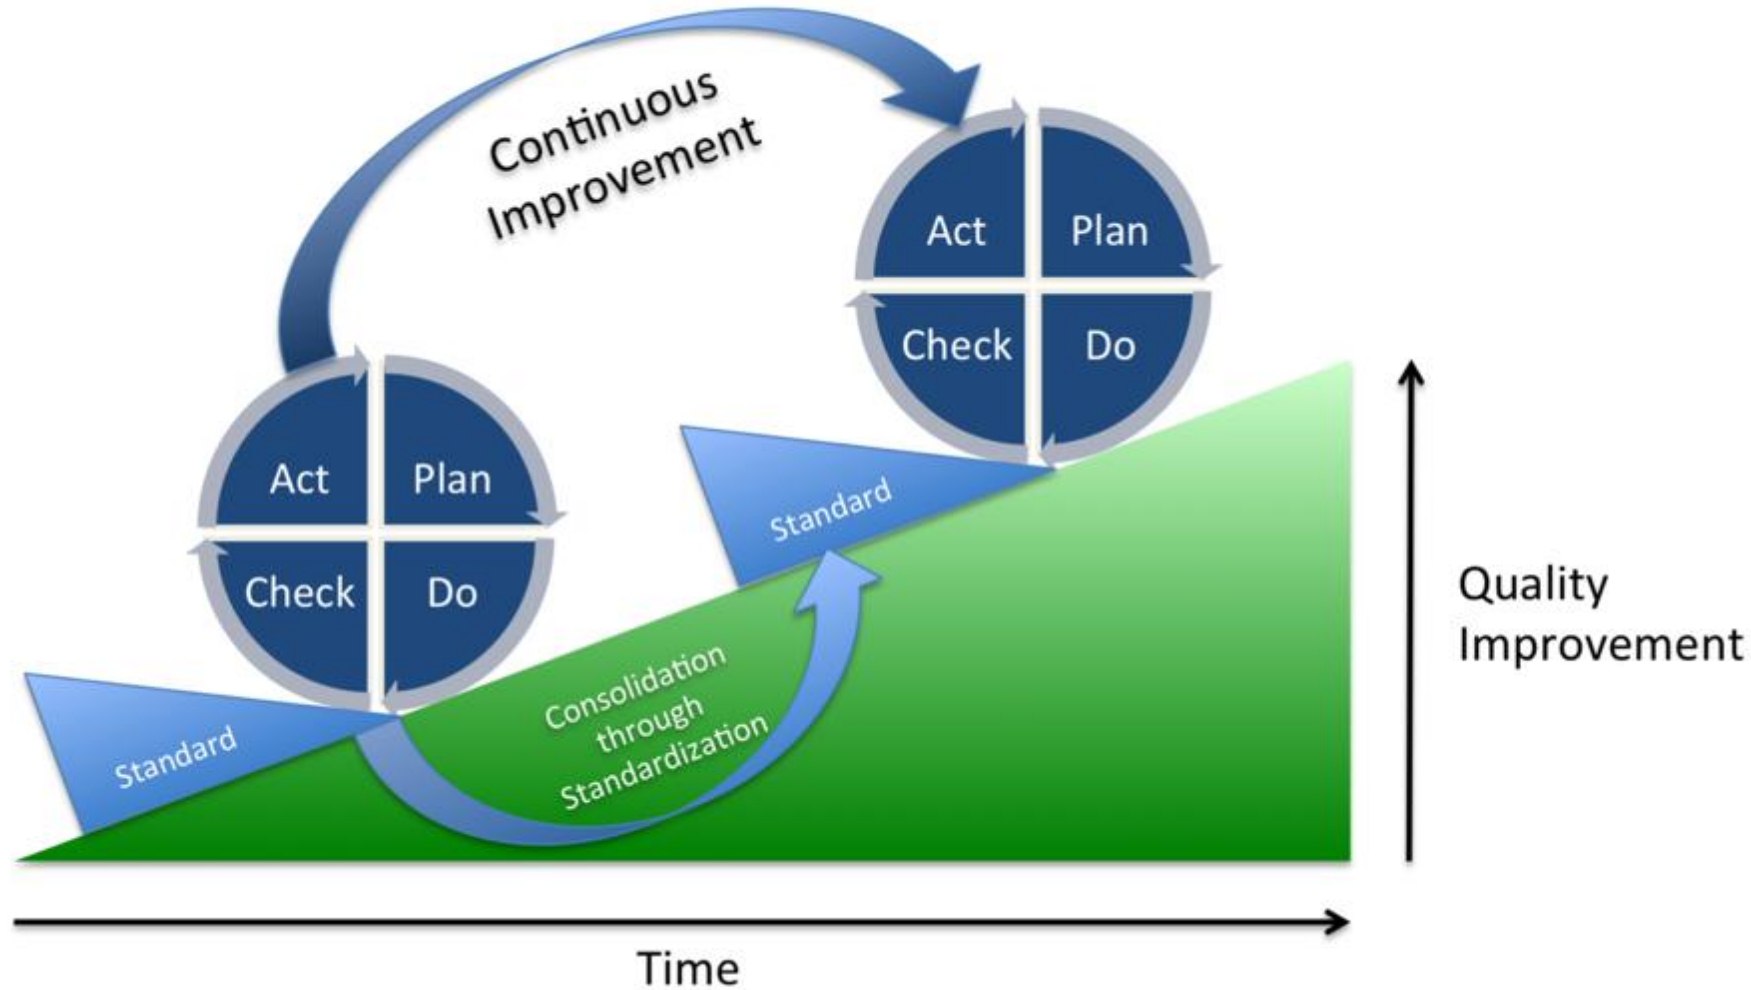 Continuous
Improvement
Act
Plan
Check
Do
Act
Plan
Check
Do
Standard
Standard
Consolidation
through
Standardization
Quality
Improvement
Time